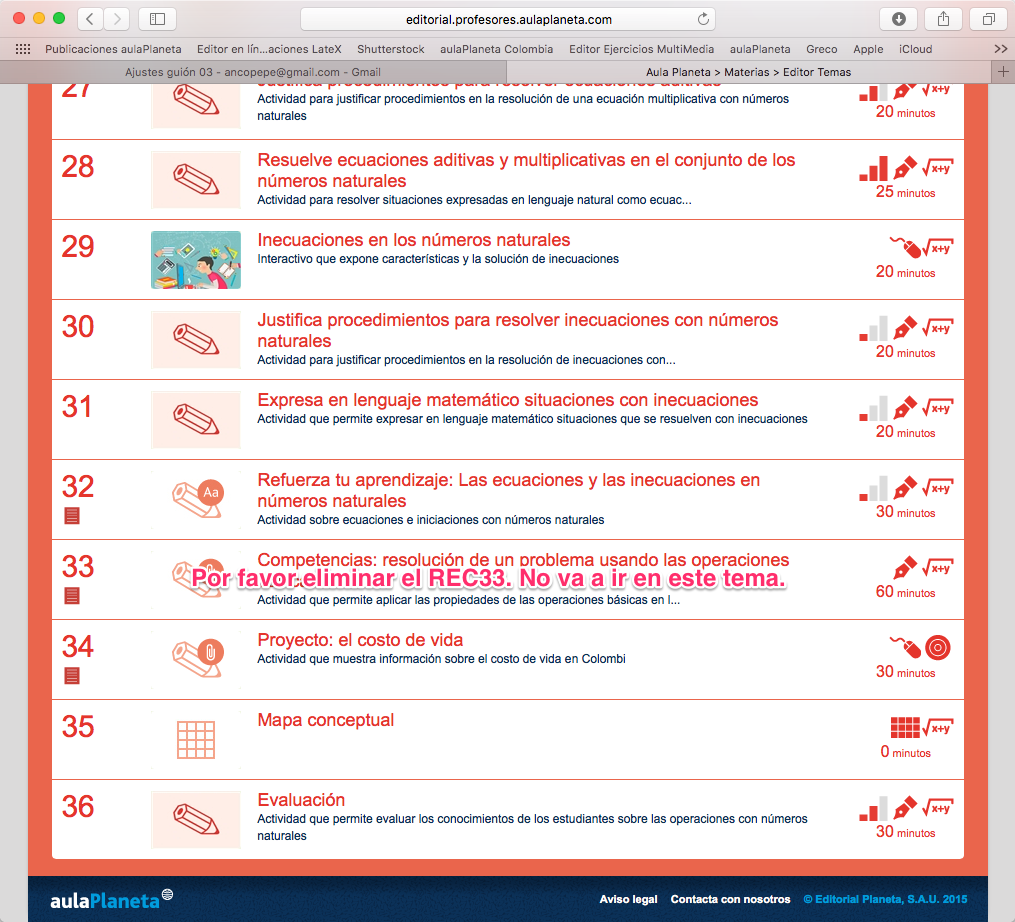 editorial.profesores.aulaplaneta.com
Publicaciones aulaPlaneta Editor en lín...aciones LateX Shutterstock aulaPlaneta Colombia Editor Ejercicios MultiMedia aulaPlaneta Greco Apple iCloud
Ajustes guión 03 - ancopepe@gmail.com - Gmail
Aula Planeta > Materias > Editor Temas
27
Justifica procedimientos para resolver ecuaciones aditivas
Actividad para justificar procedimientos en la resolución de una ecuación multiplicativa con números
naturales
√x+y
20 minutos
28
Resuelve ecuaciones aditivas y multiplicativas en el conjunto de los
números naturales
Actividad para resolver situaciones expresadas en lenguaje natural como ecuac...
√x+y
25 minutos
29
Inecuaciones en los números naturales
Interactivo que expone características y la solución de inecuaciones
√x+y
20 minutos
30
Justifica procedimientos para resolver inecuaciones con números
naturales
Actividad para justificar procedimientos en la resolución de inecuaciones con...
√x+y
20 minutos
31
Expresa en lenguaje matemático situaciones con inecuaciones
Actividad que permite expresar en lenguaje matemático situaciones que se resuelven con inecuaciones
√x+y
20 minutos
32
Aa
Refuerza tu aprendizaje: Las ecuaciones y las inecuaciones en
números naturales
Actividad sobre ecuaciones e iniciaciones con números naturales
√x+y
30 minutos
33
Competencias: resolución de un problema usando las operaciones
Por favor eliminar el REC33. No va a ir en este tema.
Actividad que permite aplicar las propiedades de las operaciones básicas en l...
√x+y
60 minutos
34
Proyecto: el costo de vida
Actividad que muestra información sobre el costo de vida en Colombi
30 minutos
35
Mapa conceptual
√x+y
0 minutos
36
Evaluación
Actividad que permite evaluar los conocimientos de los estudiantes sobre las operaciones con números
naturales
√x+y
30 minutos
aulaPlaneta
Aviso legal Contacta con nosotros © Editorial Planeta, S.A.U. 2015